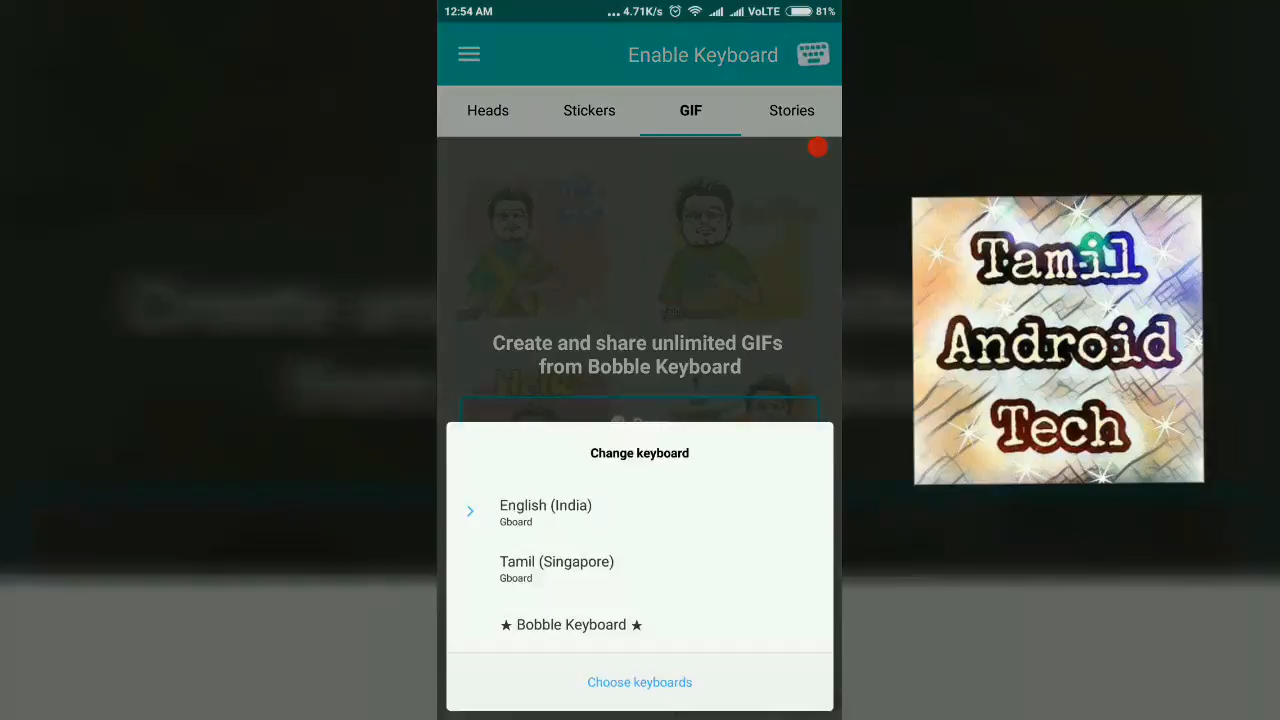 12:54 AM
... 4.71K/s VoLTE 81%
Enable Keyboard
Heads Stickers GIF Stories
Create and share unlimited GIFs
from Bobble Keyboard
Change keyboard
English (India)
Gboard
Tamil (Singapore)
Gboard
★ Bobble Keyboard ★
Choose keyboards
Tamil
Android
Tech